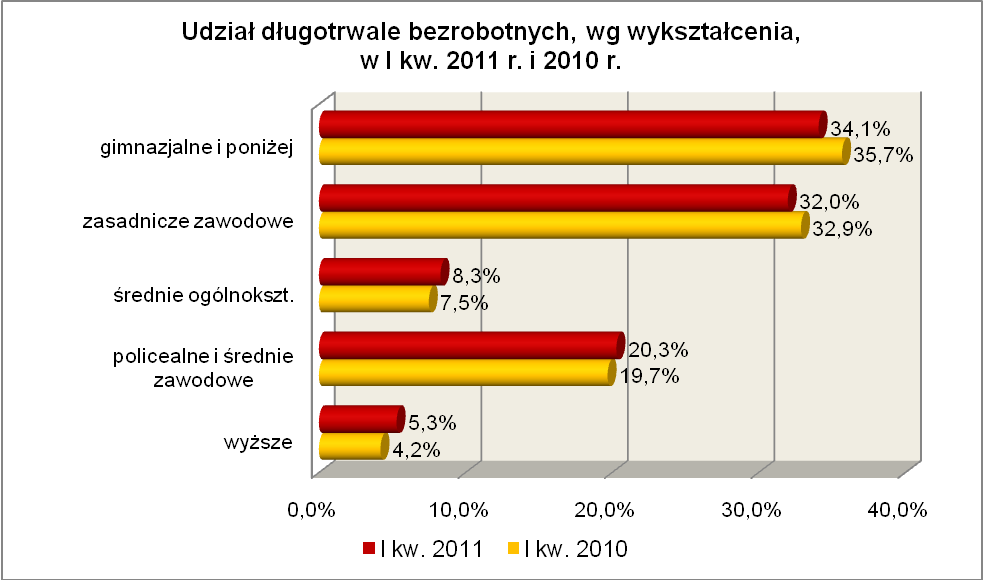 Udział długotrwale bezrobotnych, wg wykształcenia,
w I kw. 2011 r. i 2010 r.
gimnazjalne i poniżej
34,1%
35,7%
zasadnicze zawodowe
32,0%
32,9%
średnie ogólnokszt.
8,3%
7,5%
policealne i średnie
zawodowe
20,3%
19,7%
wyższe
5,3%
4,2%
0,0% 10,0% 20,0% 30,0% 40,0%
I kw. 2011 I kw. 2010